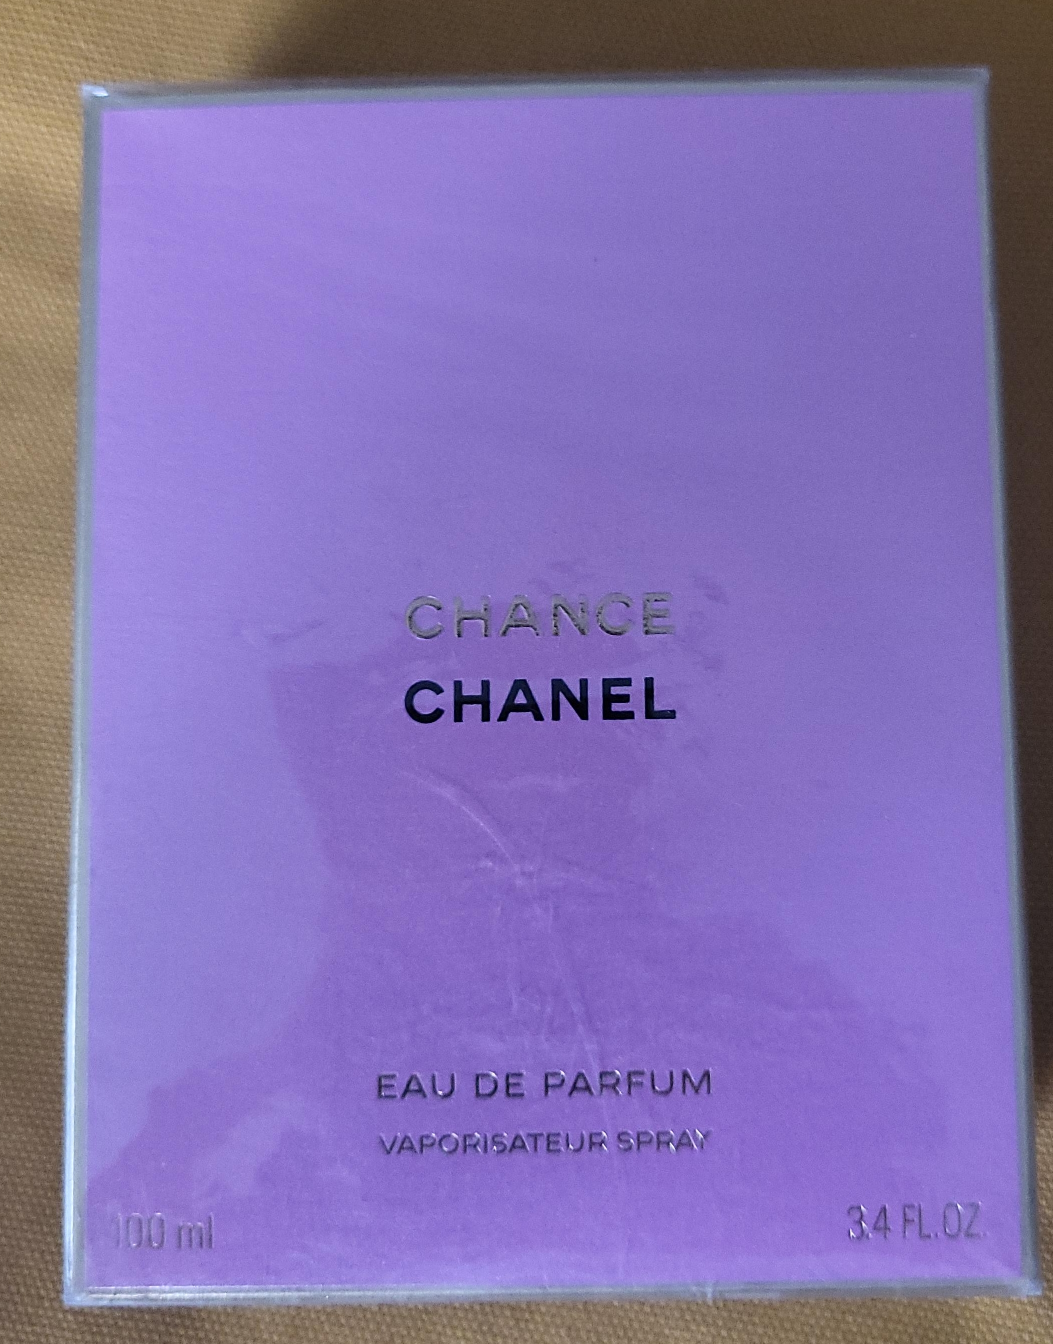 CHANCE
CHANEL
EAU DE PARFUM
VAPORISATEUR SPRAY
100 ml
3.4 FL.OZ.